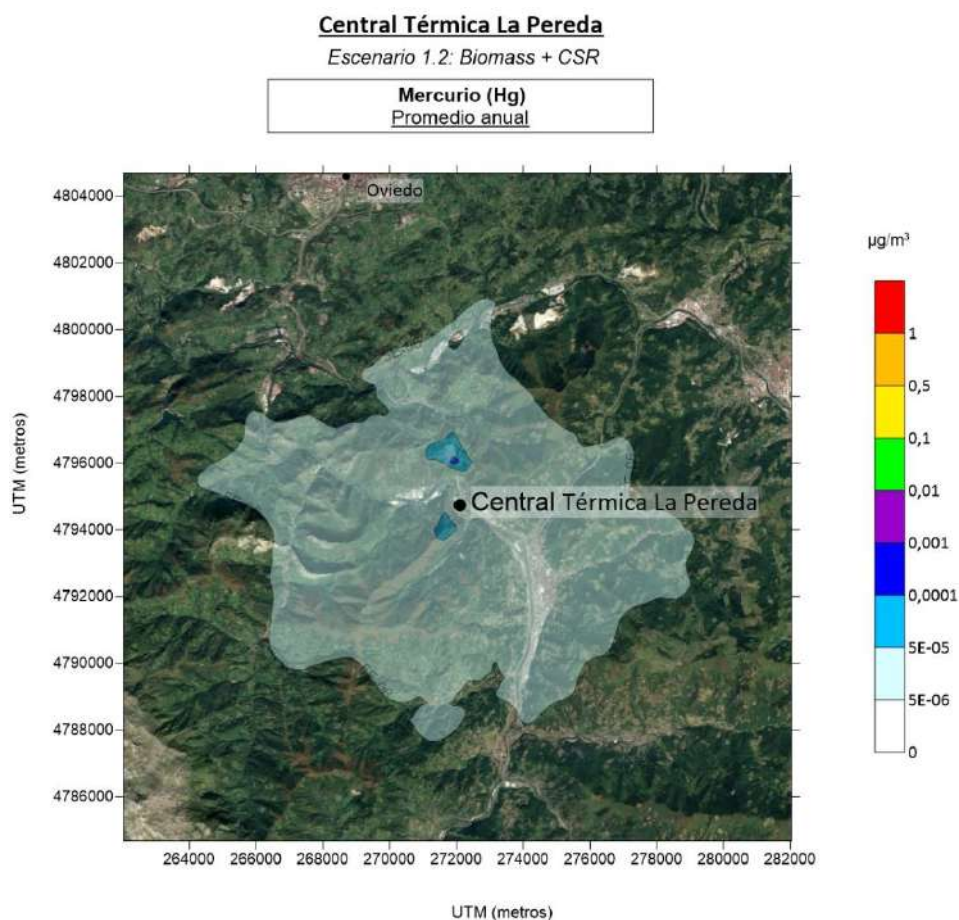 Central Térmica La Pereda
Escenario 1.2: Biomass + CSR
Mercurio (Hg)
Promedio anual
4804000
4802000
4800000
4798000
4796000
4794000
4792000
4790000
4788000
4786000
UTM (metros)
Oviedo
Central Térmica La Pereda
264000 266000 268000 270000 272000 274000 276000 278000 280000 282000
UTM (metros)
µg/m³
1
0,5
0,1
0,01
0,001
0,0001
5E-05
5E-06
0